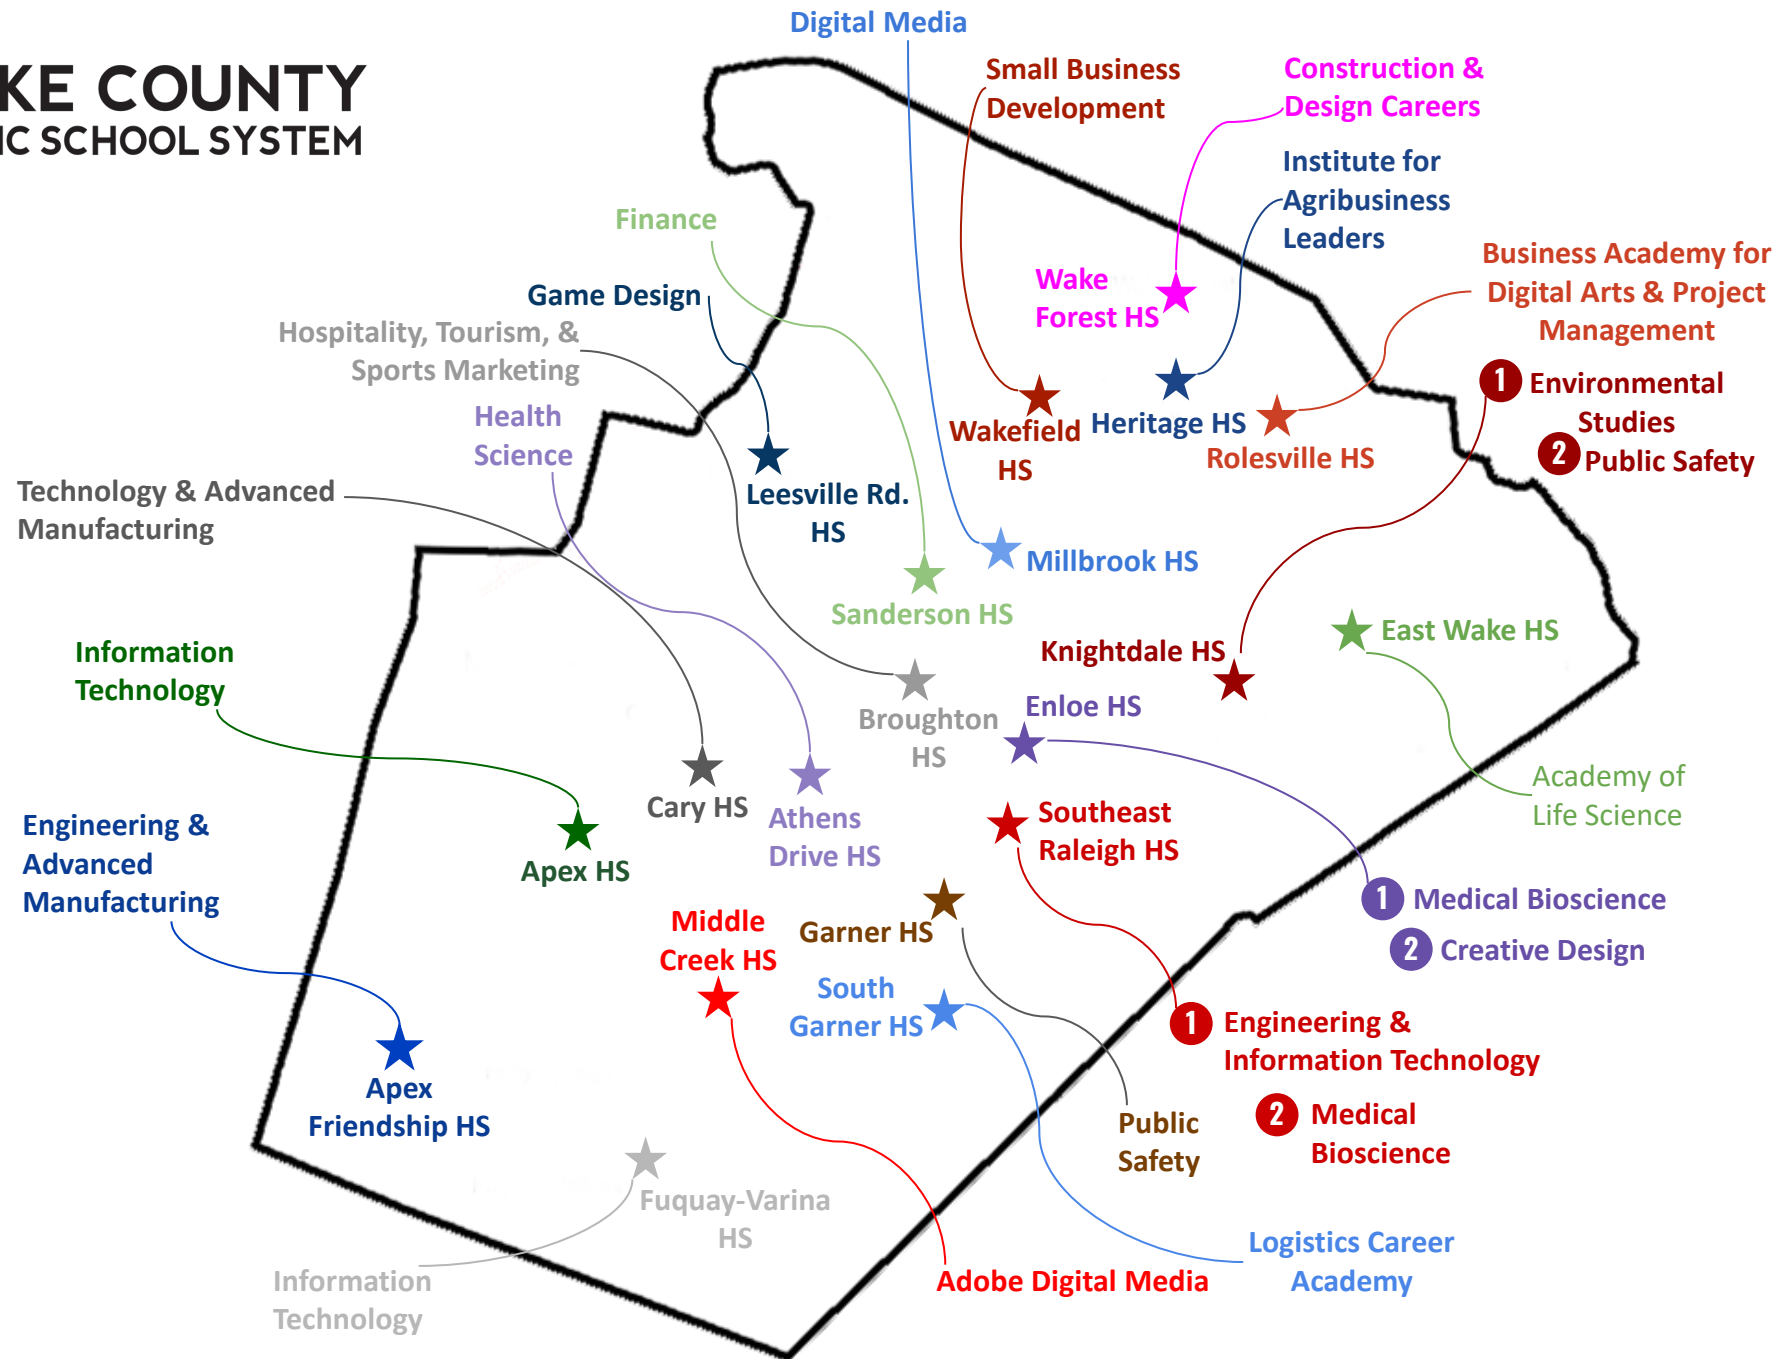 KE COUNTY
IC SCHOOL SYSTEM
Digital Media
Small Business
Development
Construction &
Design Careers
Institute for
Agribusiness
Leaders
Finance
Game Design
Hospitality, Tourism, &
Sports Marketing
Health
Science
Technology & Advanced
Manufacturing
Wake
Forest HS
Business Academy for
Digital Arts & Project
Management
1 Environmental
Studies
2 Public Safety
Wakefield
HS
Heritage HS
Rolesville HS
Leesville Rd.
HS
Millbrook HS
Sanderson HS
East Wake HS
Knightdale HS
Information
Technology
Broughton
HS
Enloe HS
Academy of
Life Science
Cary HS
Athens
Drive HS
Southeast
Raleigh HS
Engineering &
Advanced
Manufacturing
Apex HS
1 Medical Bioscience
2 Creative Design
Middle
Creek HS
Garner HS
South
Garner HS
1 Engineering &
Information Technology
2 Medical
Bioscience
Apex
Friendship HS
Public
Safety
Fuquay-Varina
HS
Logistics Career
Academy
Adobe Digital Media
Information
Technology